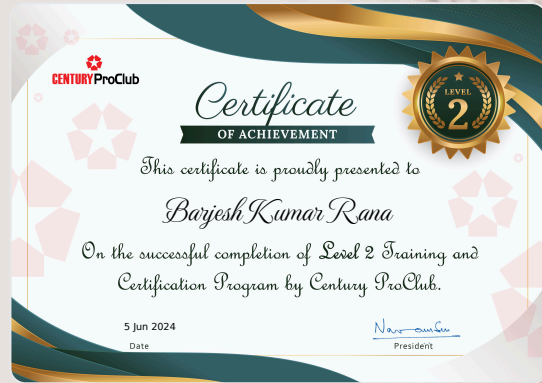 CENTURY ProClub
Certificate
OF ACHIEVEMENT
LEVEL
2
This certificate is proudly presented to
Barjesh Kumar Rana
On the successful completion of Level 2 Training and
Certification Program by Century ProClub.
5 Jun 2024
Date
President